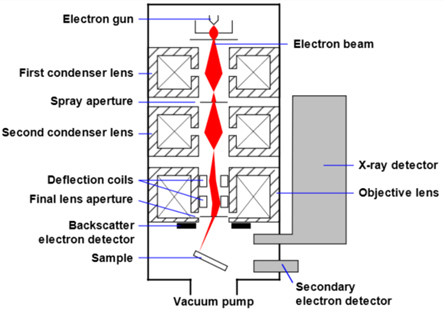 Electron gun
Electron beam
First condenser lens
Spray aperture
Second condenser lens
X-ray detector
Deflection coils
Objective lens
Final lens aperture
Backscatter
electron detector
Sample
Secondary
electron detector
Vacuum pump